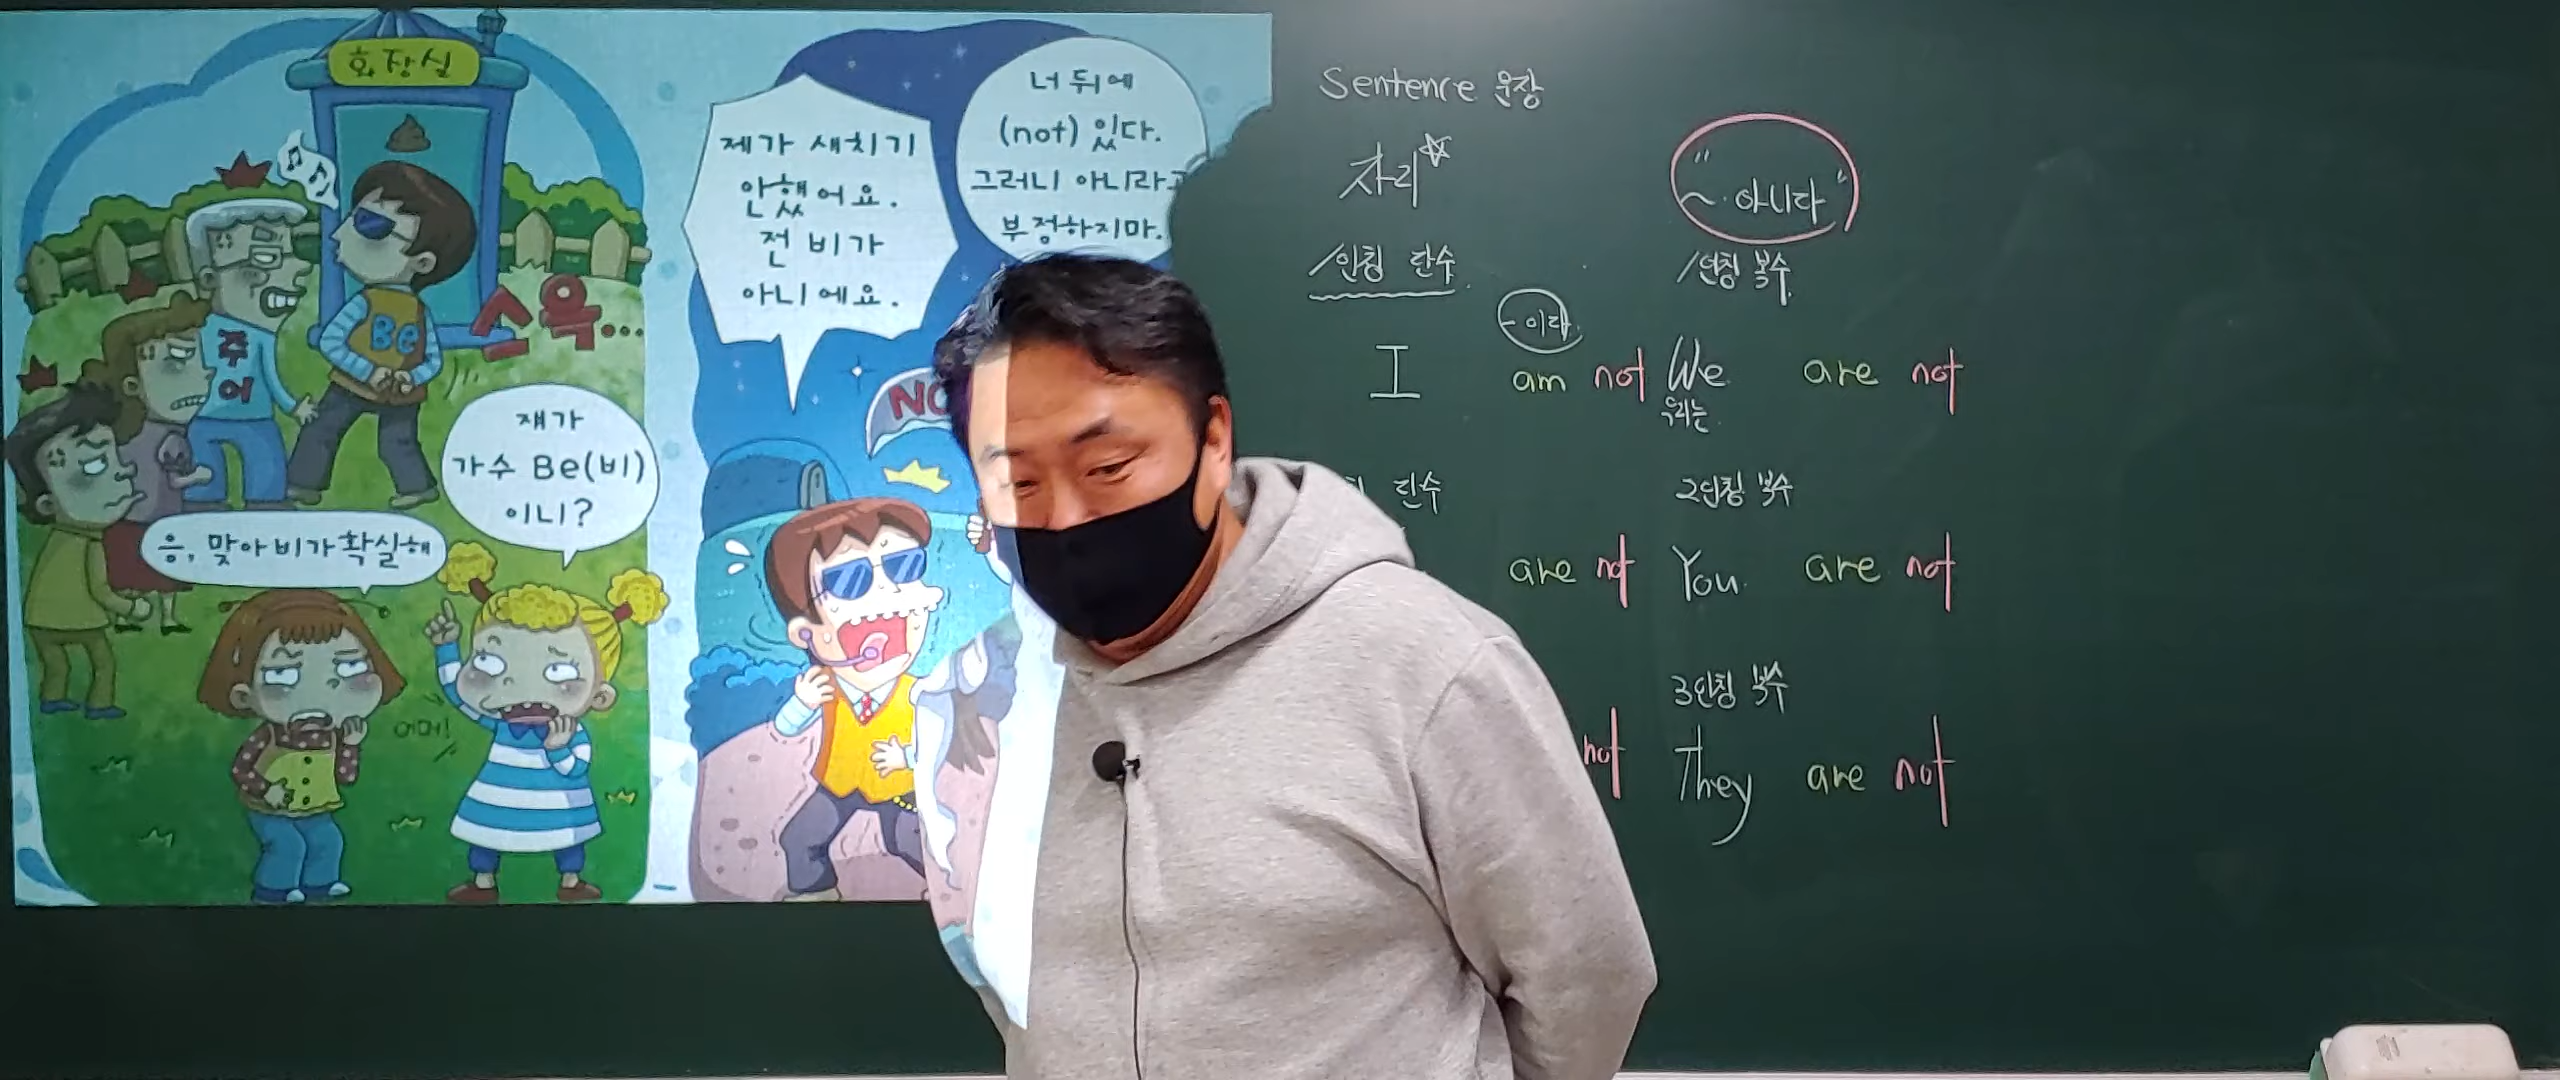 화장실
주어
Be
스윽...
쟤가
가수 Be(비)
이니?
응, 맞아 비가 확실해
어머!
제가 새치기
안했어요.
전 비가
아니에요.
너 뒤에
(not) 있다.
그러니 아니라고
부정하지마.
Sentence 문장
자리☆
"~아니다"
1인칭 단수
1인칭 복수
~이다
I am not
We are not
우리는
단수
2인칭 복수
are not
You are not
3인칭 복수
not
They are not